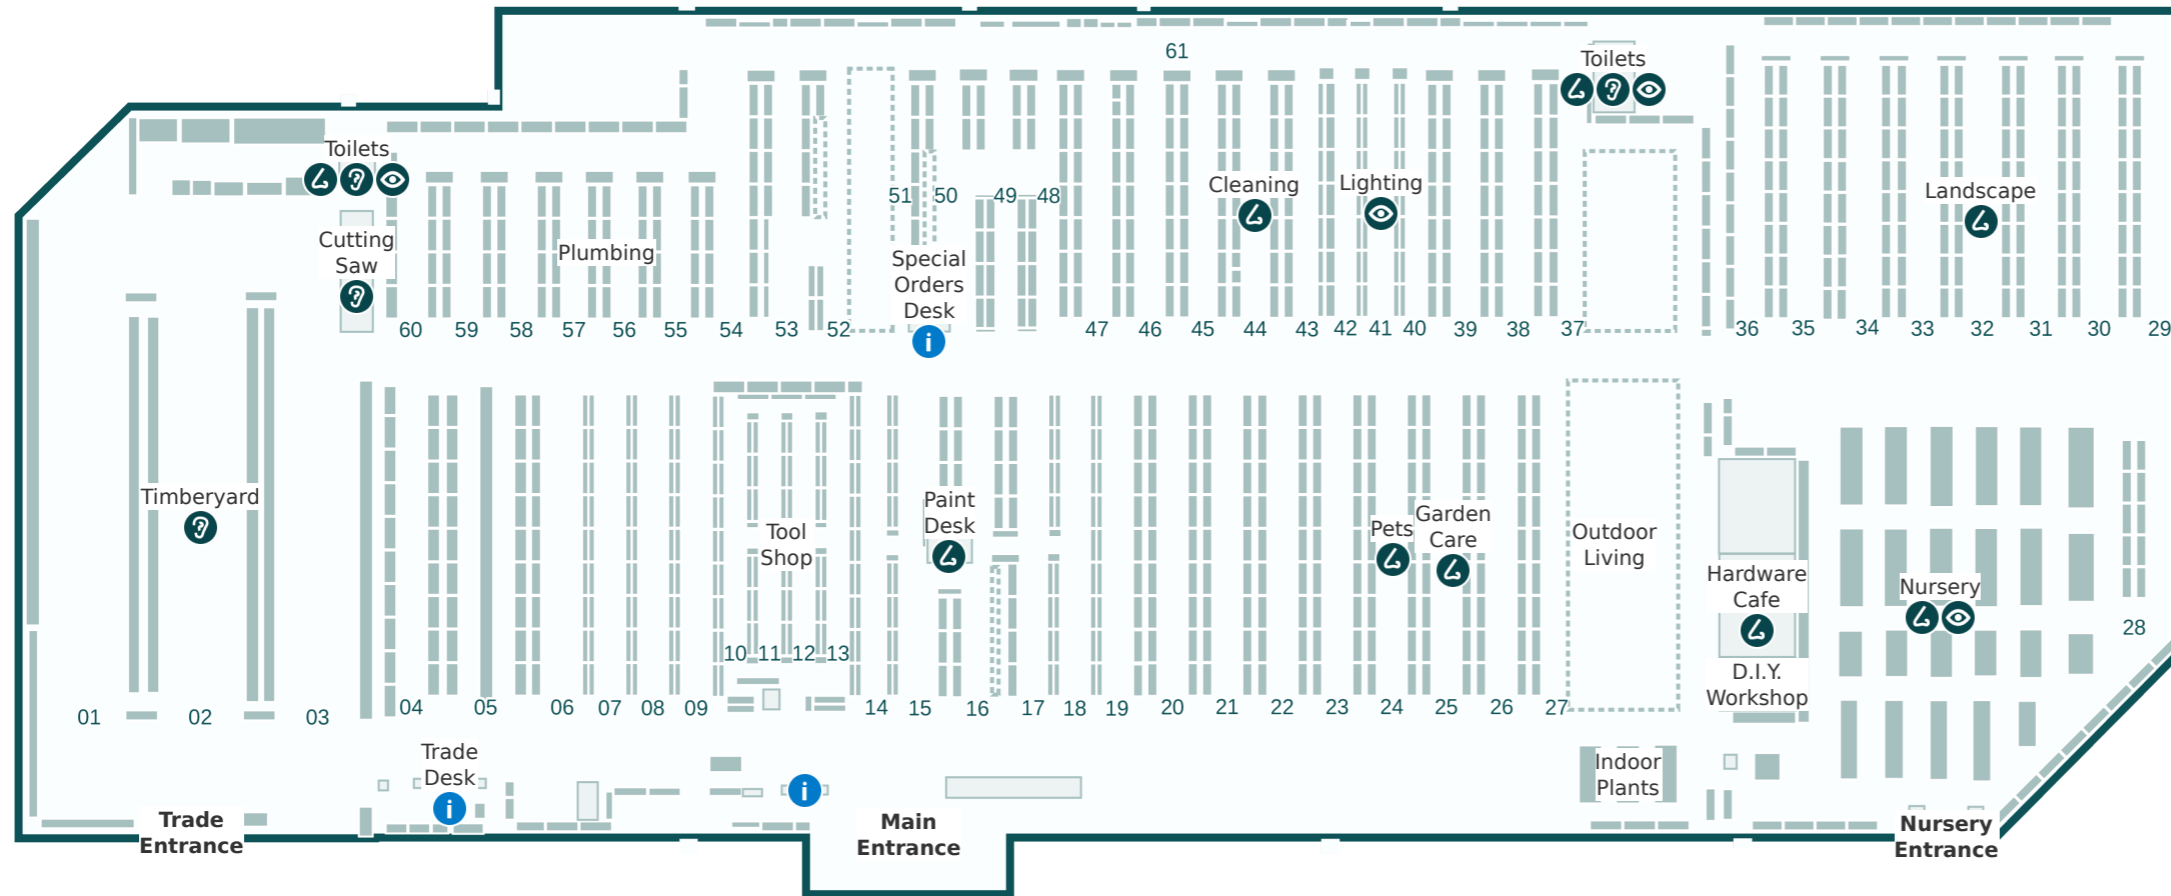 61
Toilets
Toilets
Cleaning
Lighting
Landscape
51
50
49
48
Cutting
Saw
Plumbing
Special
Orders
Desk
i
60
59
58
57
56
55
54
53
52
47
46
45
44
43
42
41
40
39
38
37
36
35
34
33
32
31
30
29
Timberyard
Tool
Shop
Paint
Desk
Pets
Garden
Care
Outdoor
Living
Hardware
Cafe
Nursery
28
10
11
12
13
D.I.Y.
Workshop
01
02
03
04
05
06
07
08
09
14
15
16
17
18
19
20
21
22
23
24
25
26
27
Trade
Desk
i
i
Indoor
Plants
Trade
Entrance
Main
Entrance
Nursery
Entrance